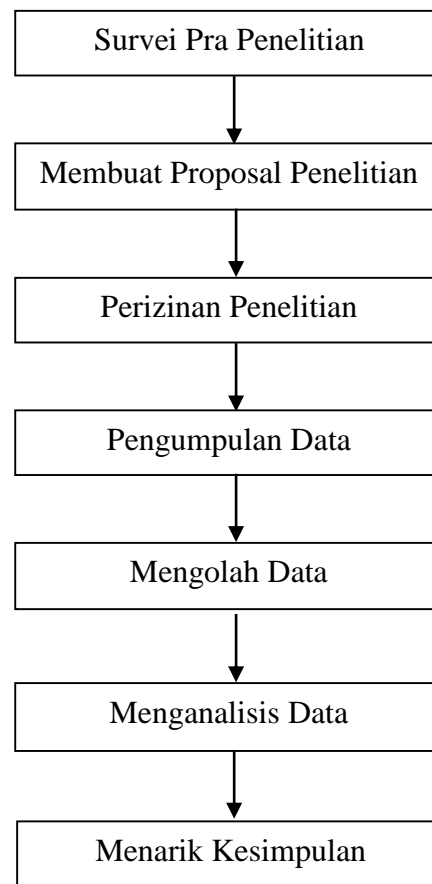 Survei Pra Penelitian
Membuat Proposal Penelitian
Perizinan Penelitian
Pengumpulan Data
Mengolah Data
Menganalisis Data
Menarik Kesimpulan